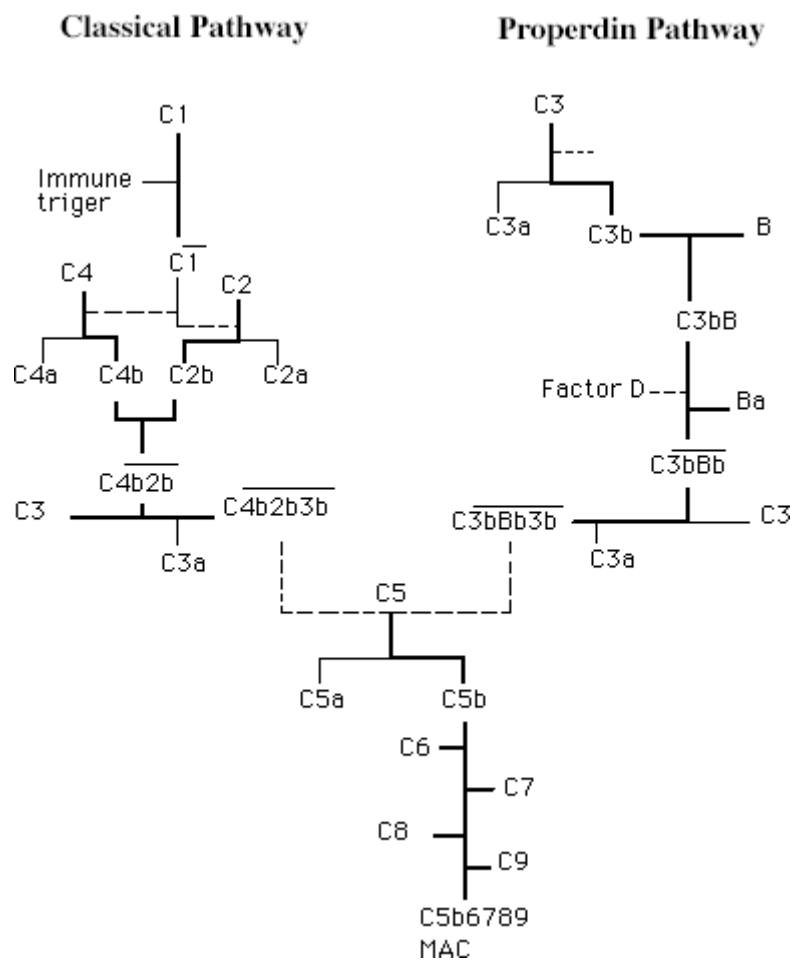 Classical Pathway
Properdin Pathway
C1
C3
Immune
triger
C3a
C3b
B
C1̅
C4
C2
C3bB
C4a
C4b
C2b
C2a
Factor D
Ba
C4b2b
C3bBb
C3
C4b2b3b
C3bBb3b
C3
C3a
C3a
C5
C5a
C5b
C6
C7
C8
C9
C5b6789
MAC